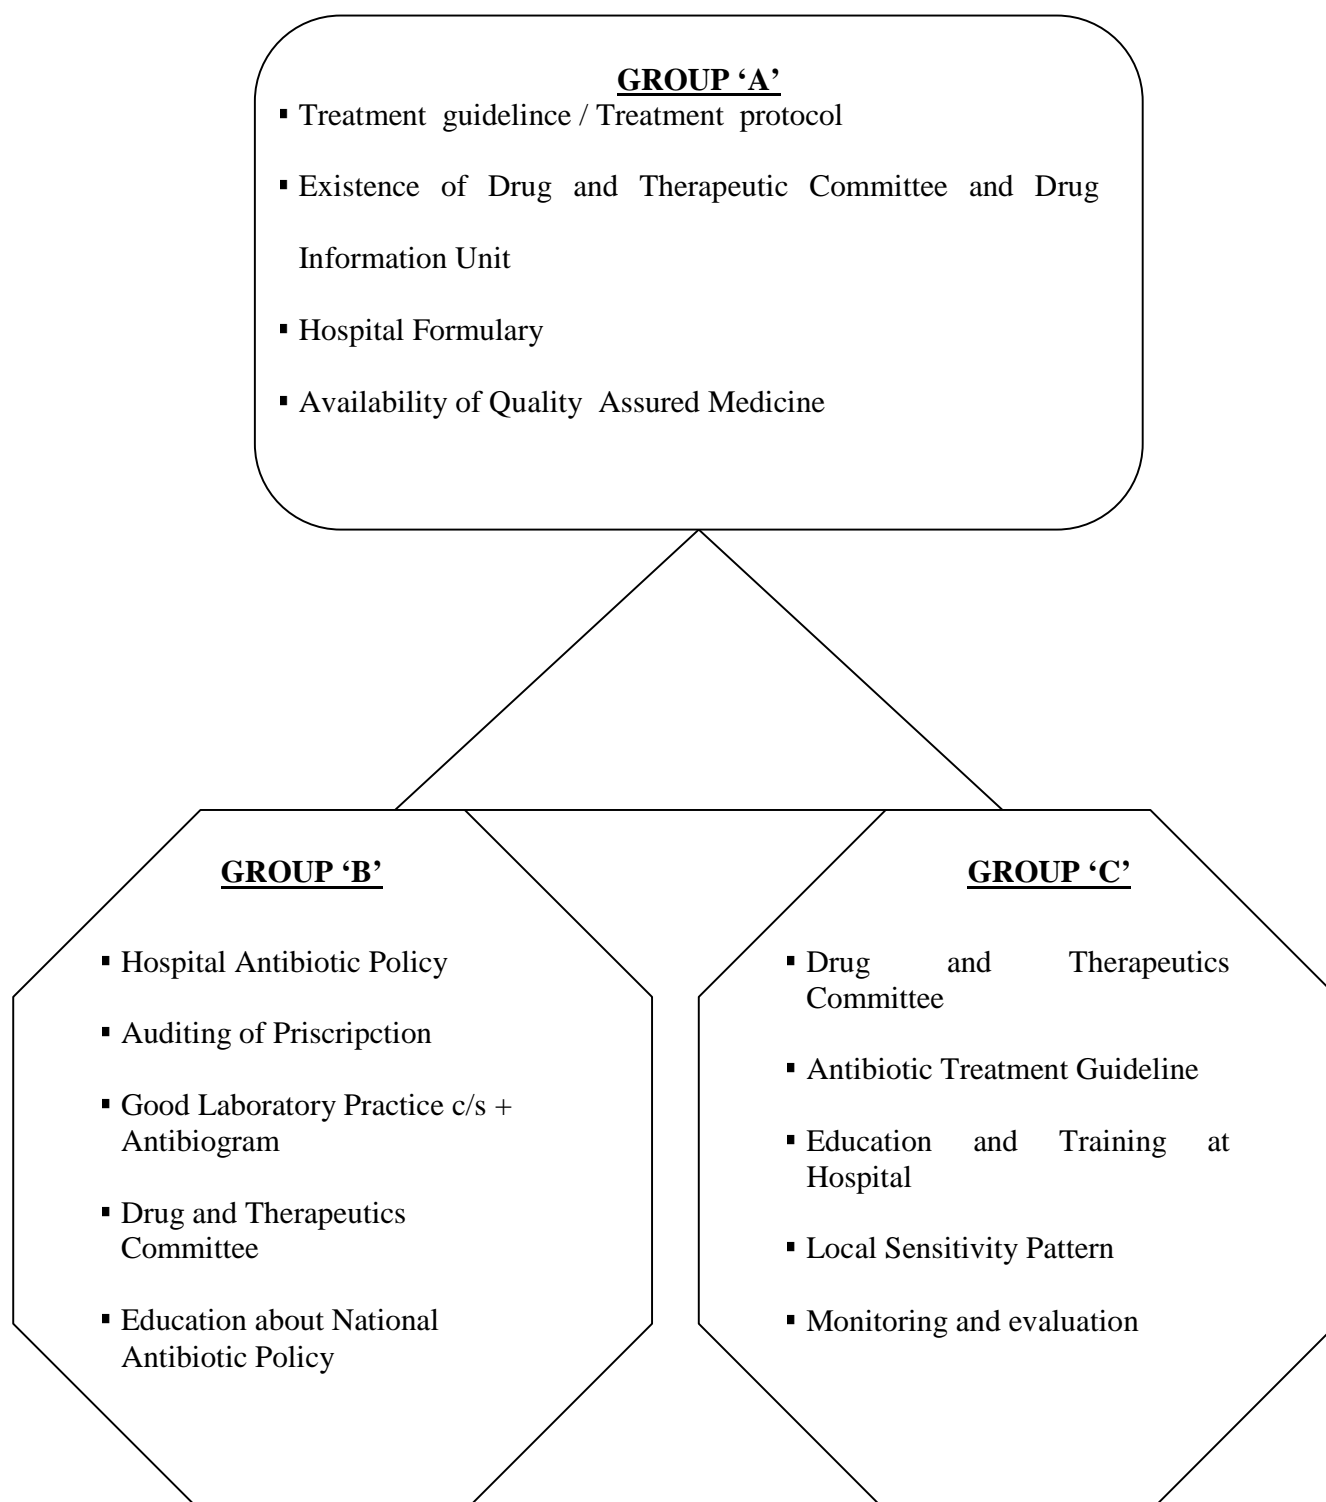 GROUP ‘A’
▪ Treatment guidelince / Treatment protocol
▪ Existence of Drug and Therapeutic Committee and Drug
Information Unit
▪ Hospital Formulary
▪ Availability of Quality Assured Medicine
GROUP ‘B’
▪ Hospital Antibiotic Policy
▪ Auditing of Priscripction
▪ Good Laboratory Practice c/s +
Antibiogram
▪ Drug and Therapeutics
Committee
▪ Education about National
Antibiotic Policy
GROUP ‘C’
▪ Drug and Therapeutics
Committee
▪ Antibiotic Treatment Guideline
▪ Education and Training at
Hospital
▪ Local Sensitivity Pattern
▪ Monitoring and evaluation